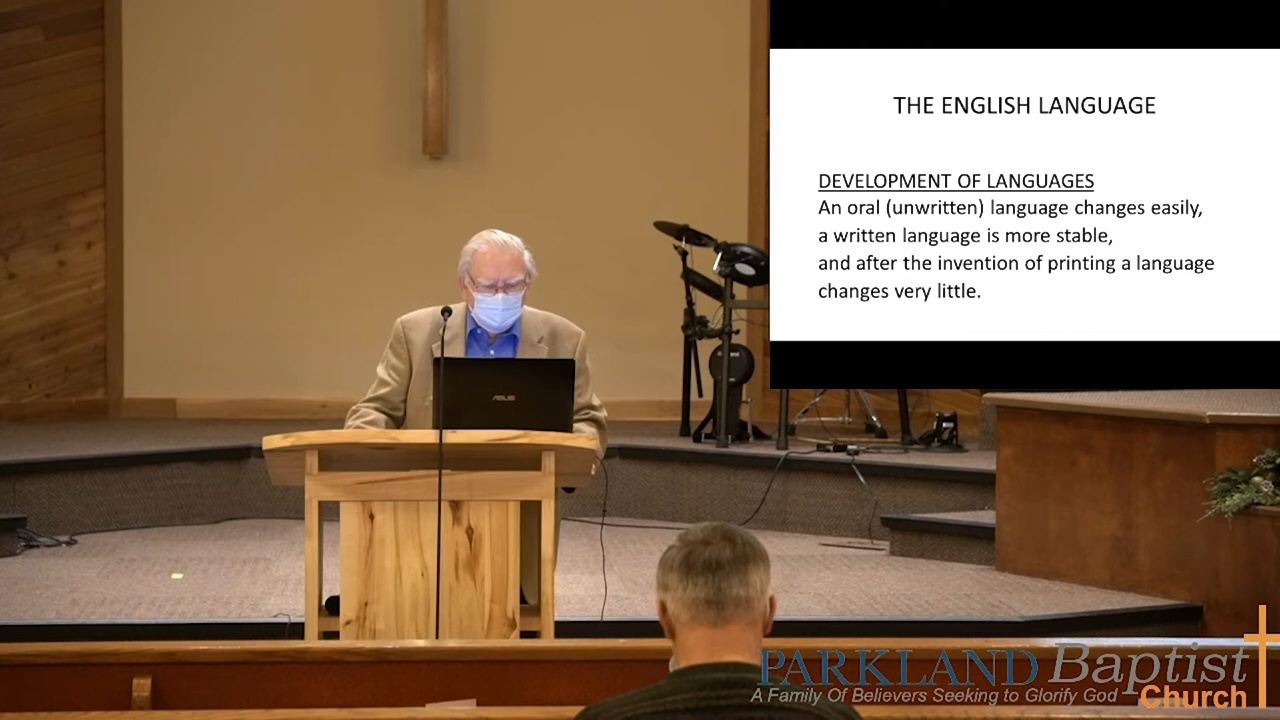 THE ENGLISH LANGUAGE
DEVELOPMENT OF LANGUAGES
An oral (unwritten) language changes easily,
a written language is more stable,
and after the invention of printing a language
changes very little.
ASUS
PARKLAND Baptist
A Family Of Believers Seeking to Glorify God
Church